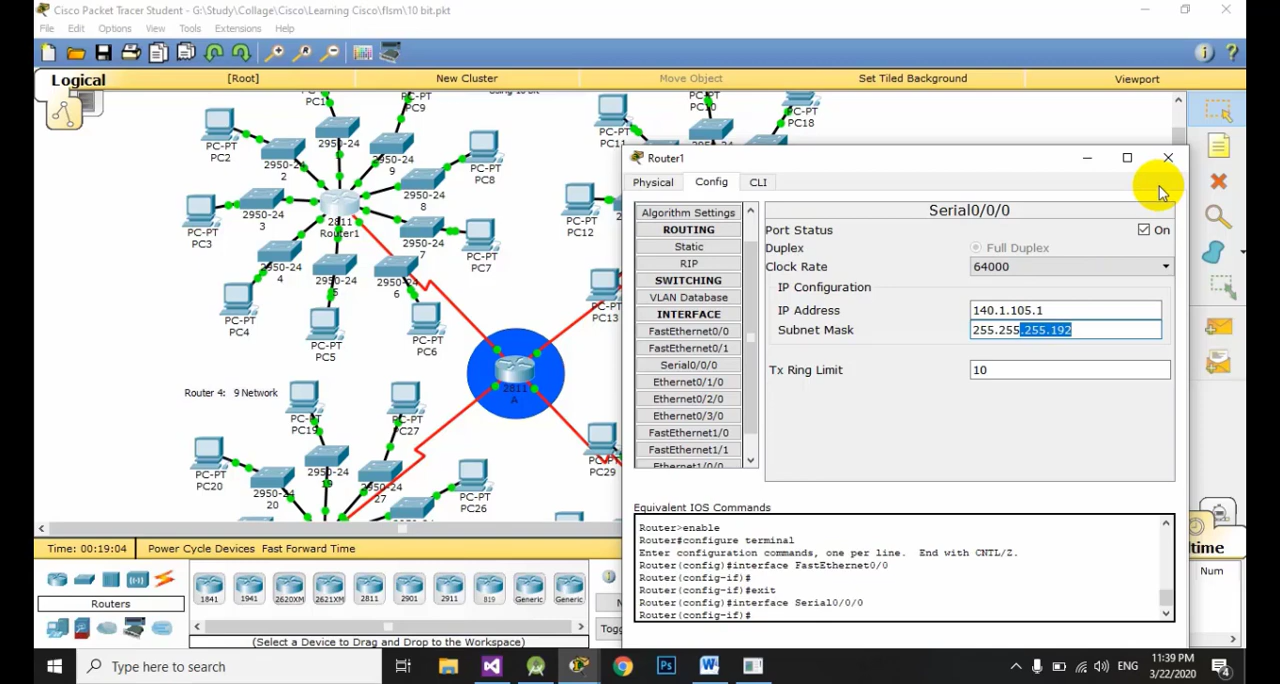 Cisco Packet Tracer Student - G:\Study\Collage\Cisco\Learning Cisco\flsm\10 bit.pkt
File Edit Options View Tools Extensions Help
Logical [Root] New Cluster Move Object Set Tiled Background Viewport
PC1
PC-PT
PC9
PC-PT
PC2
2950-24
2
2950-24
9
PC-PT
PC8
2950-24
3
2950-24
8
PC-PT
PC3
2811
Router1
2950-24
7
PC-PT
PC7
2950-24
4
2950-24
5
2950-24
6
PC-PT
PC4
PC-PT
PC5
PC-PT
PC6
PC-PT
PC11
PC-PT
PC18
PC-PT
PC12
PC-PT
PC13
2811
A
Router 4: 9 Network
PC-PT
PC19
PC-PT
PC27
PC-PT
PC20
2950-24
19
2950-24
27
PC-PT
PC29
2950-24
20
PC-PT
PC26
2950-24
Router1
Physical Config CLI
Algorithm Settings
ROUTING
Static
RIP
SWITCHING
VLAN Database
INTERFACE
FastEthernet0/0
FastEthernet0/1
Serial0/0/0
Ethernet0/1/0
Ethernet0/2/0
Ethernet0/3/0
FastEthernet1/0
FastEthernet1/1
Ethernet1/0/0
Serial0/0/0
Port Status On
Duplex Full Duplex
Clock Rate 64000
IP Configuration
IP Address 140.1.105.1
Subnet Mask 255.255.255.192
Tx Ring Limit 10
Equivalent IOS Commands
Router>enable
Router#configure terminal
Enter configuration commands, one per line. End with CNTL/Z.
Router(config)#interface FastEthernet0/0
Router(config-if)#
Router(config-if)#exit
Router(config)#interface Serial0/0/0
Router(config-if)#
Time: 00:19:04 Power Cycle Devices Fast Forward Time
Routers
1841 1941 2620XM 2621XM 2811 2901 2911 819 Generic Generic
(Select a Device to Drag and Drop to the Workspace)
Num
Type here to search
ENG
11:39 PM
3/22/2020
4